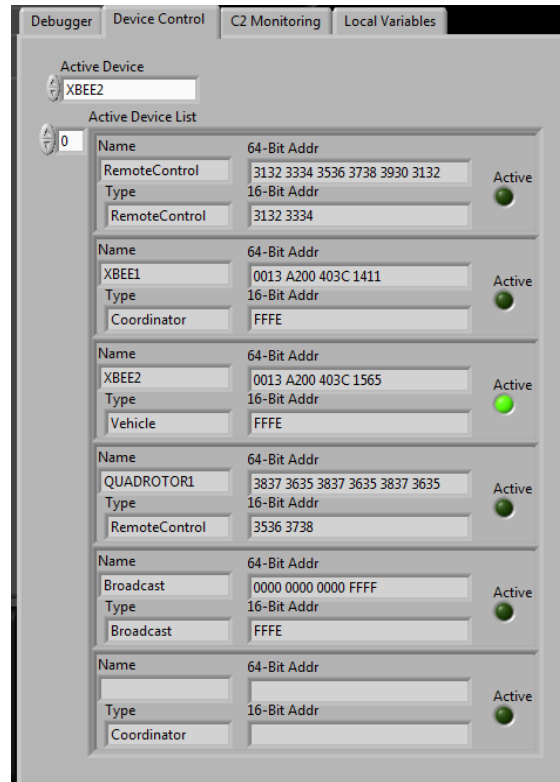 Debugger Device Control C2 Monitoring Local Variables
Active Device
XBEE2
Active Device List
0
Name 64-Bit Addr
RemoteControl 3132 3334 3536 3738 3930 3132 Active
Type 16-Bit Addr
RemoteControl 3132 3334
Name 64-Bit Addr
XBEE1 0013 A200 403C 1411 Active
Type 16-Bit Addr
Coordinator FFFE
Name 64-Bit Addr
XBEE2 0013 A200 403C 1565 Active
Type 16-Bit Addr
Vehicle FFFE
Name 64-Bit Addr
QUADROTOR1 3837 3635 3837 3635 3837 3635 Active
Type 16-Bit Addr
RemoteControl 3536 3738
Name 64-Bit Addr
Broadcast 0000 0000 0000 FFFF Active
Type 16-Bit Addr
Broadcast FFFE
Name 64-Bit Addr
Active
Type 16-Bit Addr
Coordinator